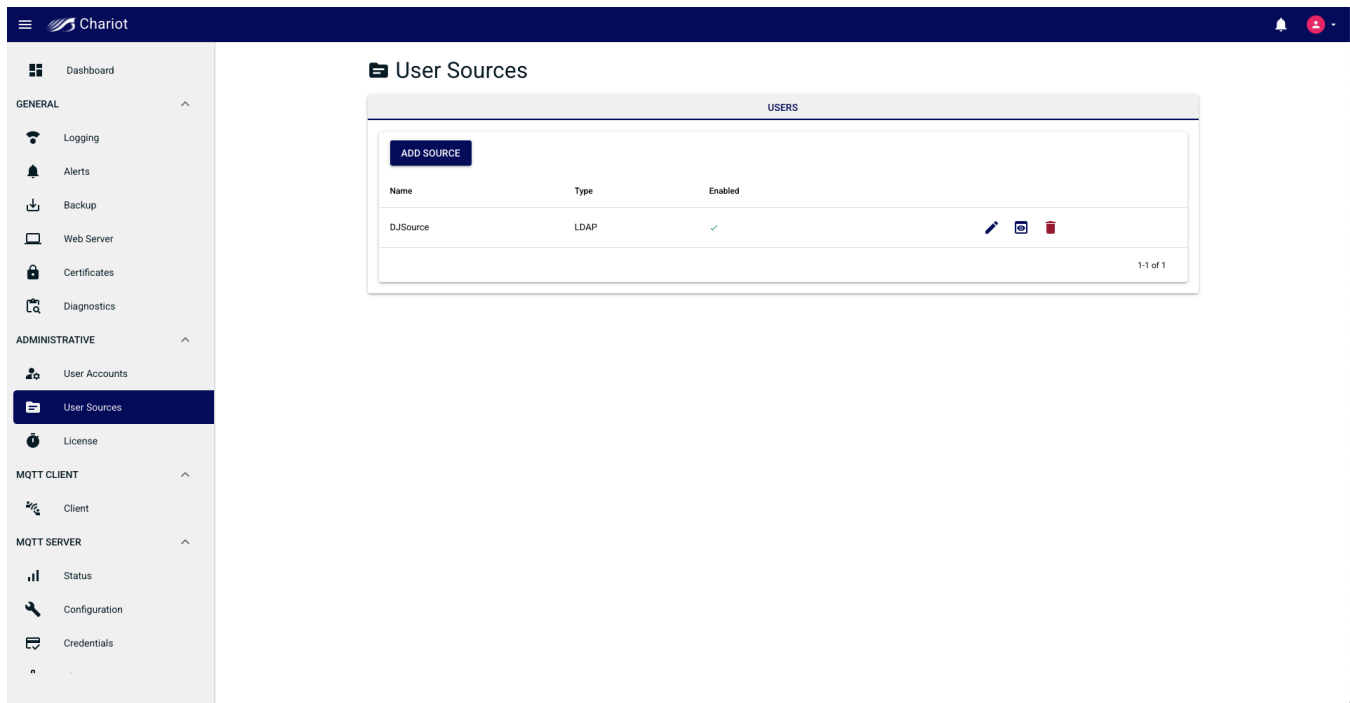 Chariot
Dashboard
GENERAL
Logging
Alerts
Backup
Web Server
Certificates
Diagnostics
ADMINISTRATIVE
User Accounts
User Sources
License
MQTT CLIENT
Client
MQTT SERVER
Status
Configuration
Credentials
User Sources
USERS
ADD SOURCE
Name Type Enabled
DJSource LDAP
1-1 of 1